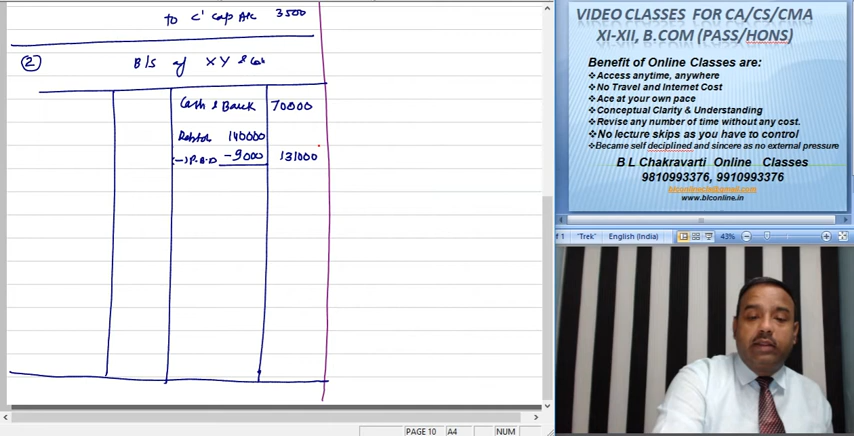 to C' Cap A/c 3500
② B/S of XY & Co
Cash & Bank 70000
Debtors 140000
(-) P.B.D -9000 131000
PAGE 10 A4 NUM
VIDEO CLASSES FOR CA/CS/CMA
XI-XII, B.COM (PASS/HONS)
Benefit of Online Classes are:
❖Access anytime, anywhere
❖No Travel and Internet Cost
❖Ace at your own pace
❖Conceptual Clarity & Understanding
❖Revise any number of time without any cost.
❖No lecture skips as you have to control
❖Became self deciplined and sincere as no external pressure
B L Chakravarti Online Classes
9810993376, 9910993376
www.blconline.in
of 1 "Trek" English (India) 43%